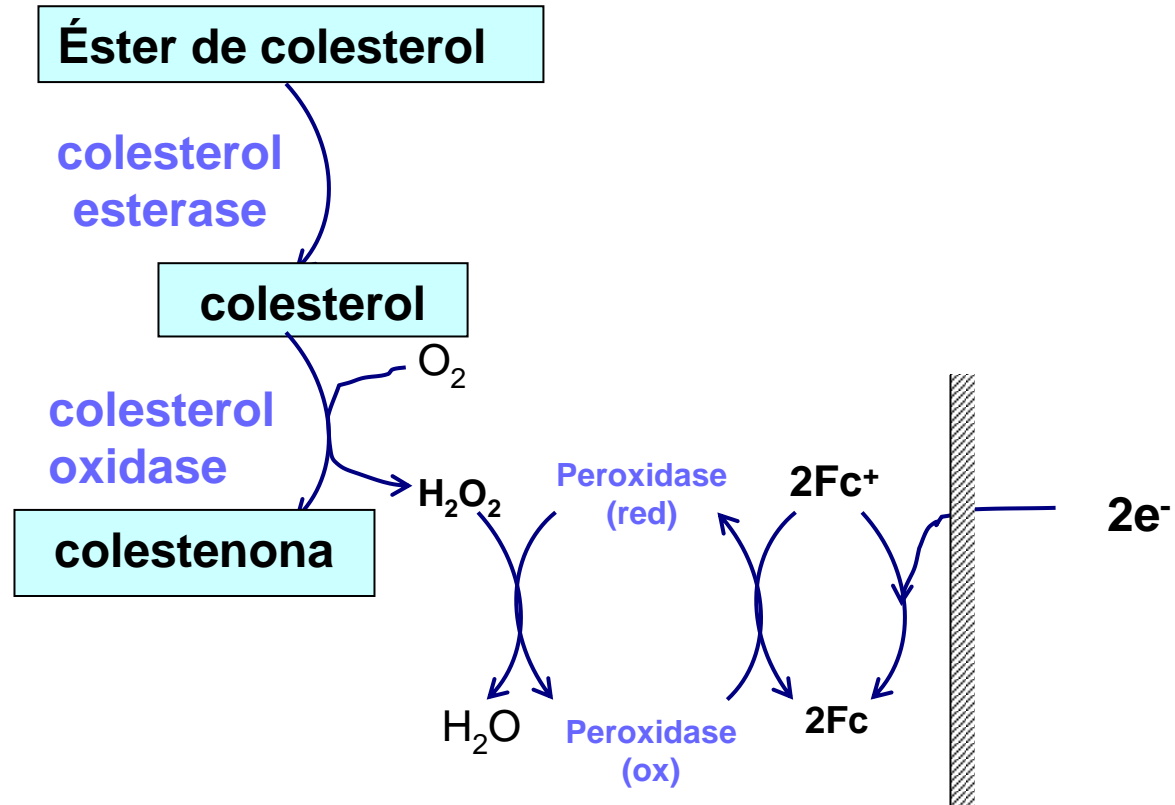 Éster de colesterol
colesterol
esterase
colesterol
O₂
colesterol
oxidase
H₂O₂
Peroxidase
(red)
2Fc⁺
2e⁻
colestenona
H₂O
Peroxidase
(ox)
2Fc